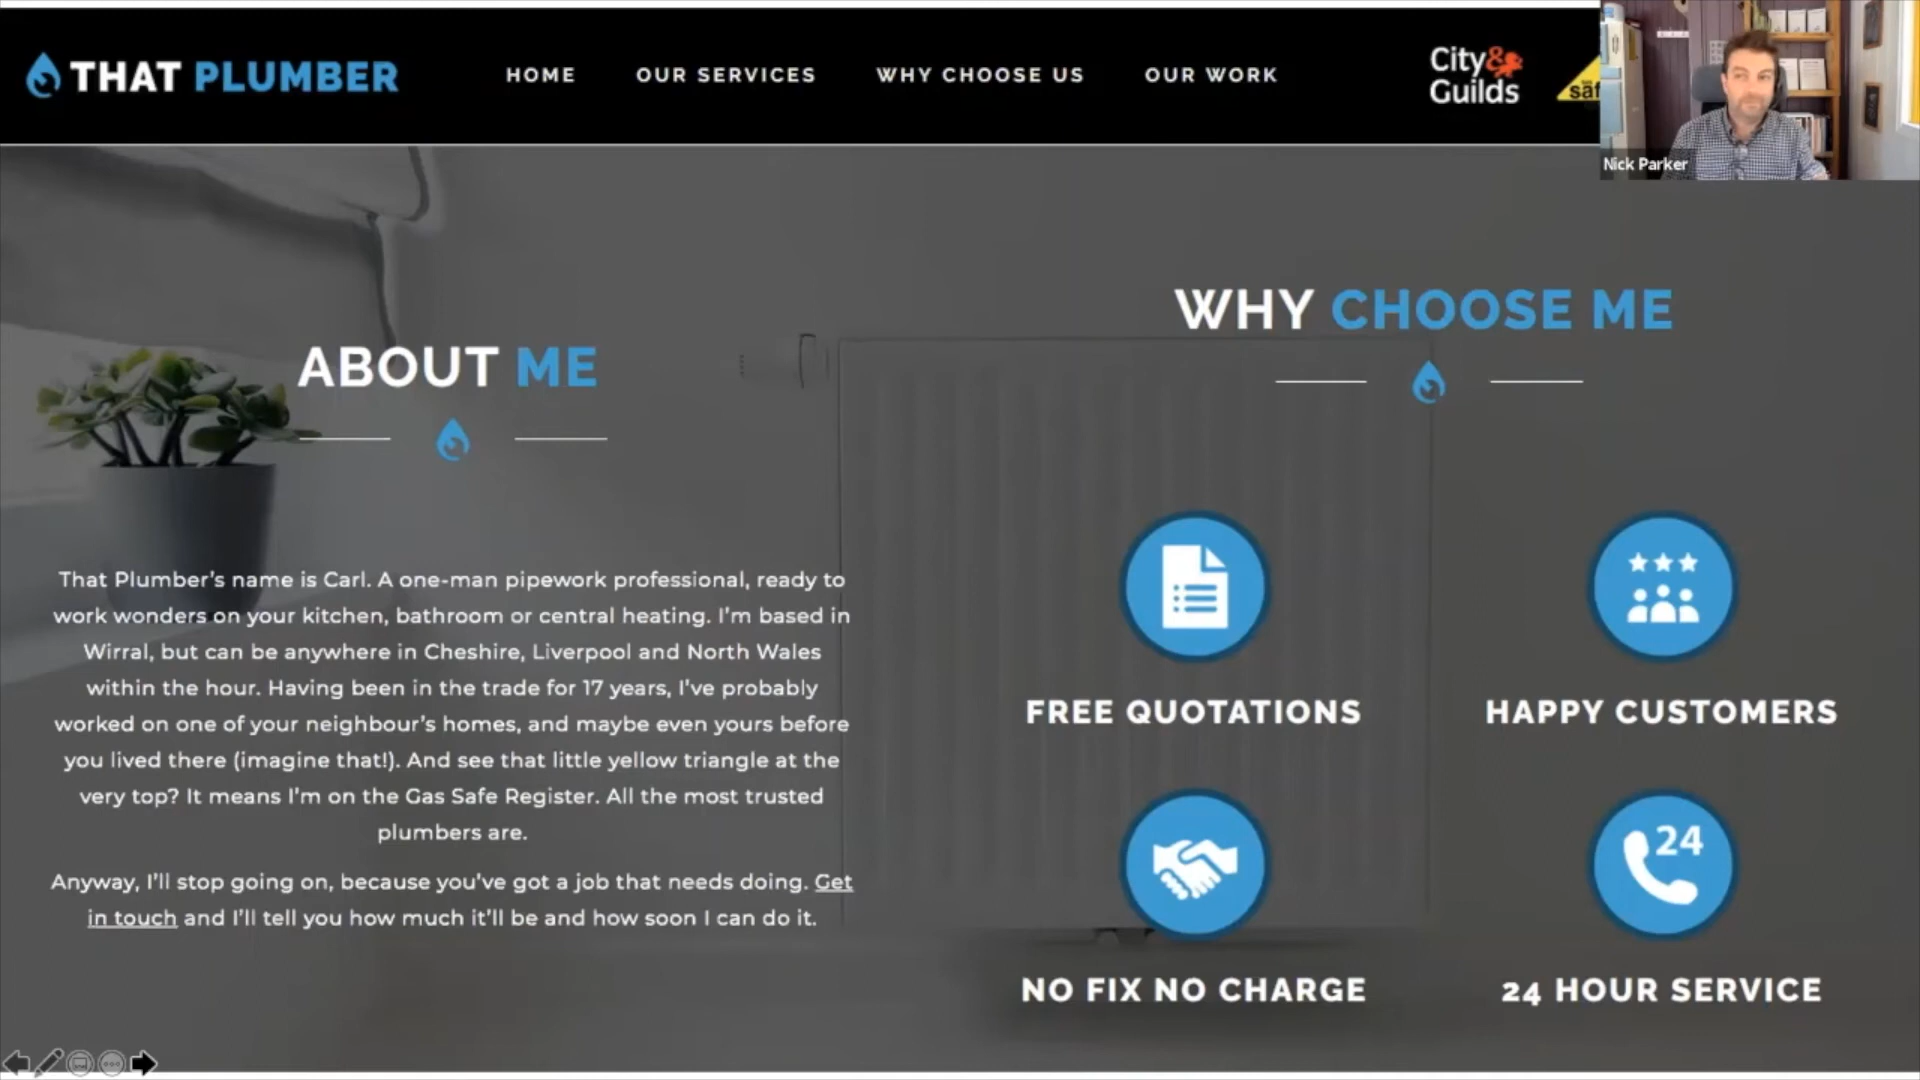 THAT PLUMBER
HOME
OUR SERVICES
WHY CHOOSE US
OUR WORK
City&
Guilds
Nick Parker
ABOUT ME
That Plumber's name is Carl. A one-man pipework professional, ready to
work wonders on your kitchen, bathroom or central heating. I'm based in
Wirral, but can be anywhere in Cheshire, Liverpool and North Wales
within the hour. Having been in the trade for 17 years, I've probably
worked on one of your neighbour's homes, and maybe even yours before
you lived there (imagine that!). And see that little yellow triangle at the
very top? It means I'm on the Gas Safe Register. All the most trusted
plumbers are.
Anyway, I'll stop going on, because you've got a job that needs doing. Get
in touch and I'll tell you how much it'll be and how soon I can do it.
WHY CHOOSE ME
FREE QUOTATIONS
HAPPY CUSTOMERS
NO FIX NO CHARGE
24
24 HOUR SERVICE